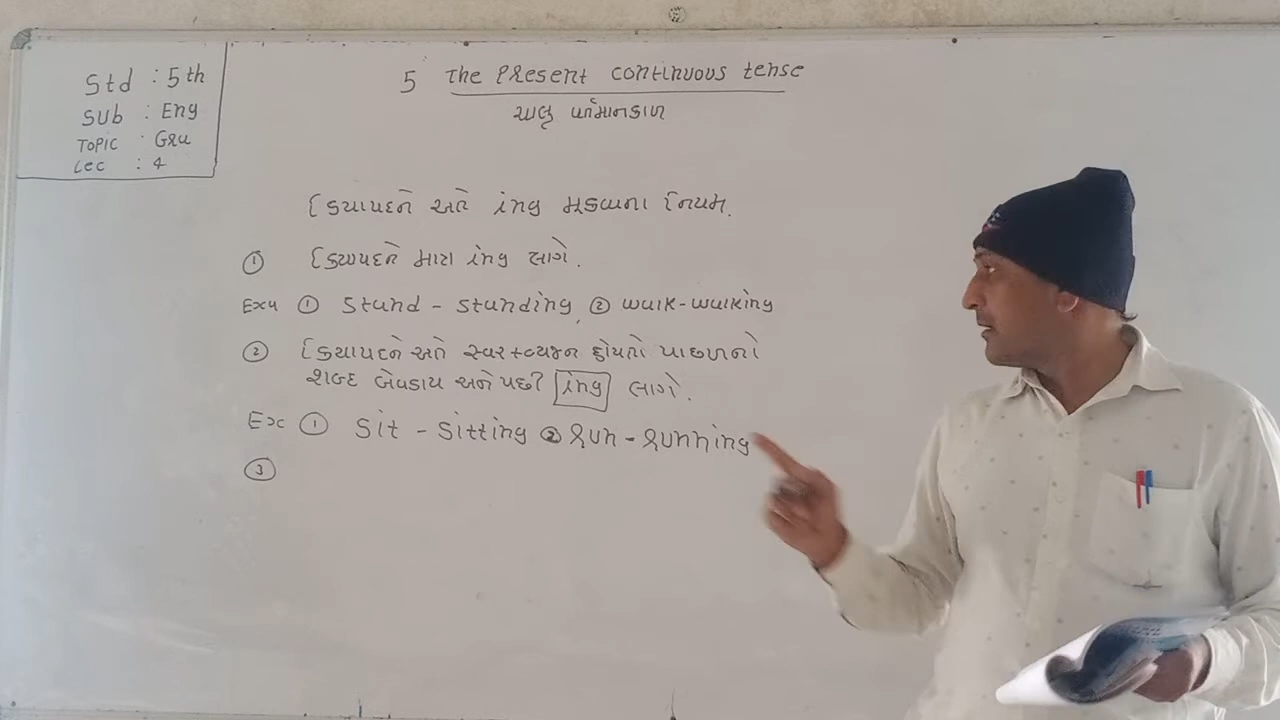 Std : 5th
Sub : Eng
Topic : Gra
Lec : 4
5 The Present continuous tense
ચાલુ વર્તમાનકાળ
ક્રિયાપદને અંતે ing મૂકવાના નિયમ.
① ક્રિયાપદને મારા ing લાગે.
Exa ① Stand - Standing, ② walk - walking
② ક્રિયાપદને અંતે સ્વર + વ્યંજન હોયતો પાછળનો
શબ્દ બેવડાય અને પછી ing લાગે.
Ex ① Sit - Sitting ② Run - Running
③